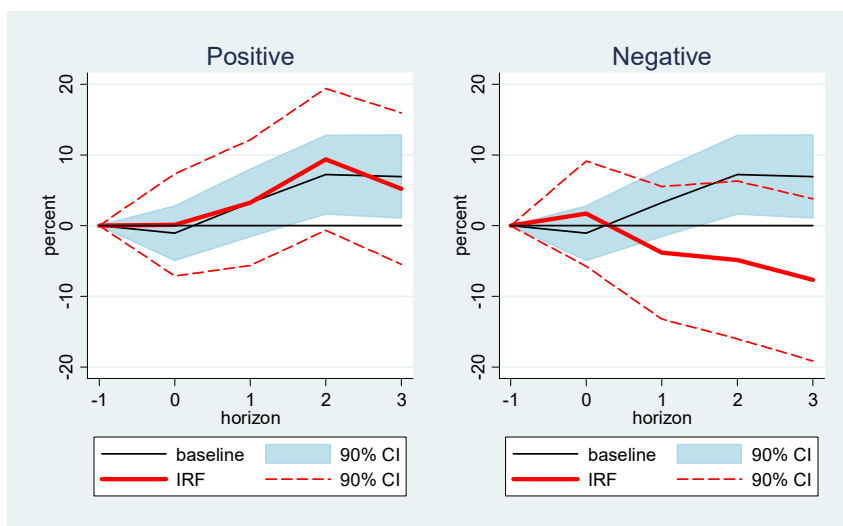 Positive
20
10
0
-10
-20
percent
-1 0 1 2 3
horizon
baseline 90% CI
IRF 90% CI
Negative
20
10
0
-10
-20
percent
-1 0 1 2 3
horizon
baseline 90% CI
IRF 90% CI